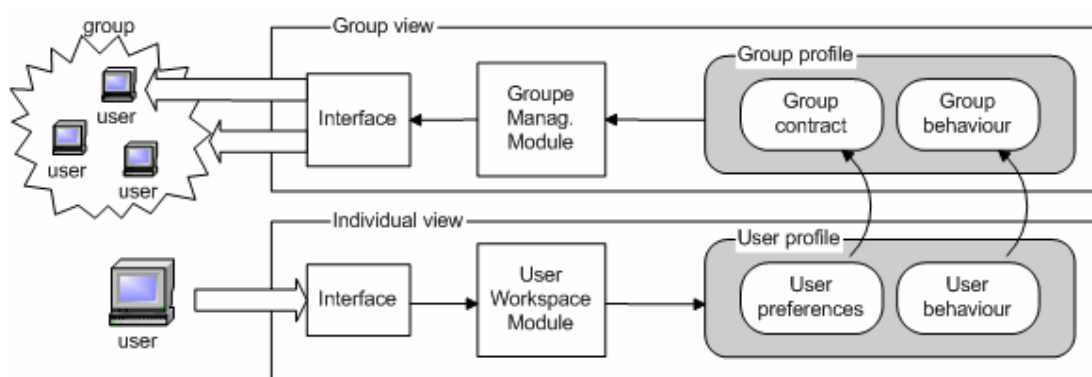 group
Group view
Group profile
user
user
user
Interface
Groupe
Manag.
Module
Group
contract
Group
behaviour
Individual view
User profile
user
Interface
User
Workspace
Module
User
preferences
User
behaviour